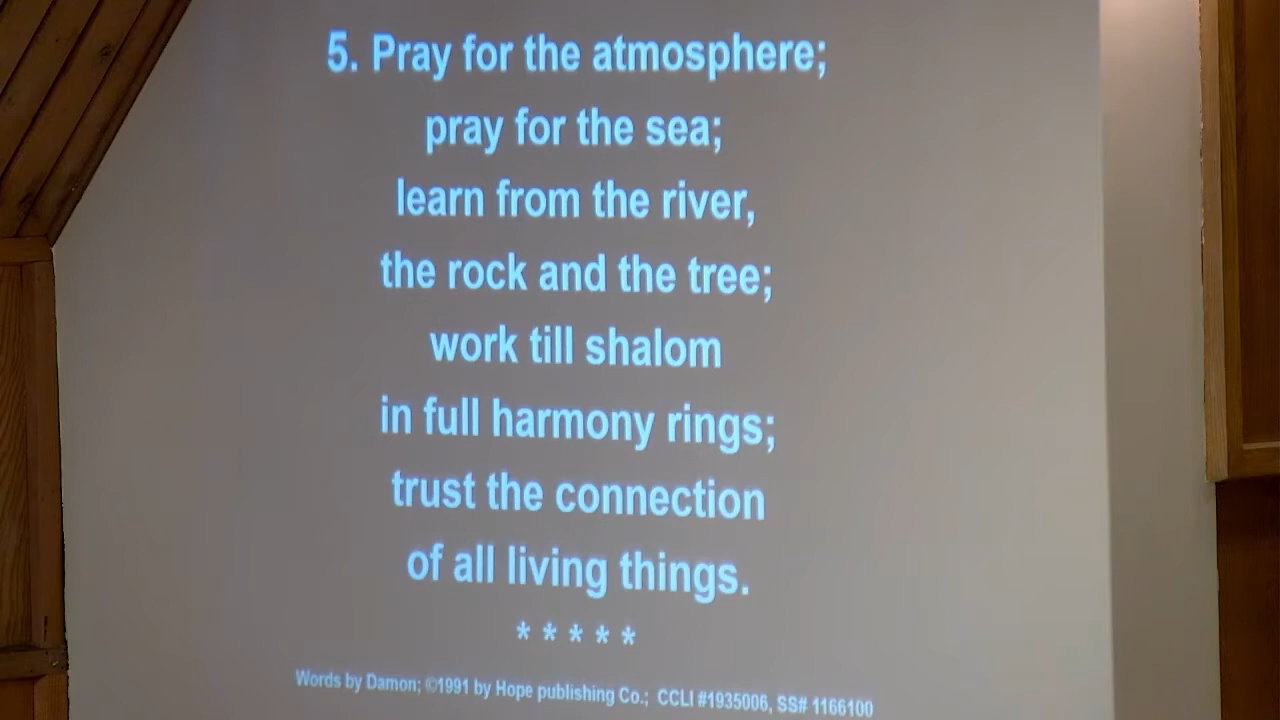 5. Pray for the atmosphere;
pray for the sea;
learn from the river,
the rock and the tree;
work till shalom
in full harmony rings;
trust the connection
of all living things.
* * * * *
Words by Damon; ©1991 by Hope publishing Co.; CCLI #1935006, SS# 1166100